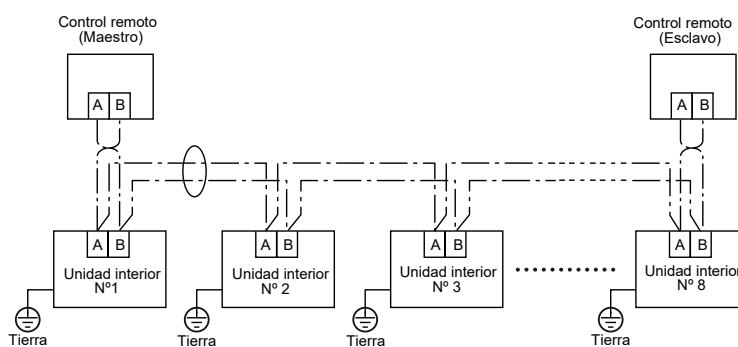 Control remoto
(Maestro)
Control remoto
(Esclavo)
A B
A B
A B
A B
A B
A B
Unidad interior
Nº1
Unidad interior
Nº 2
Unidad interior
Nº 3
Unidad interior
Nº 8
Tierra
Tierra
Tierra
Tierra